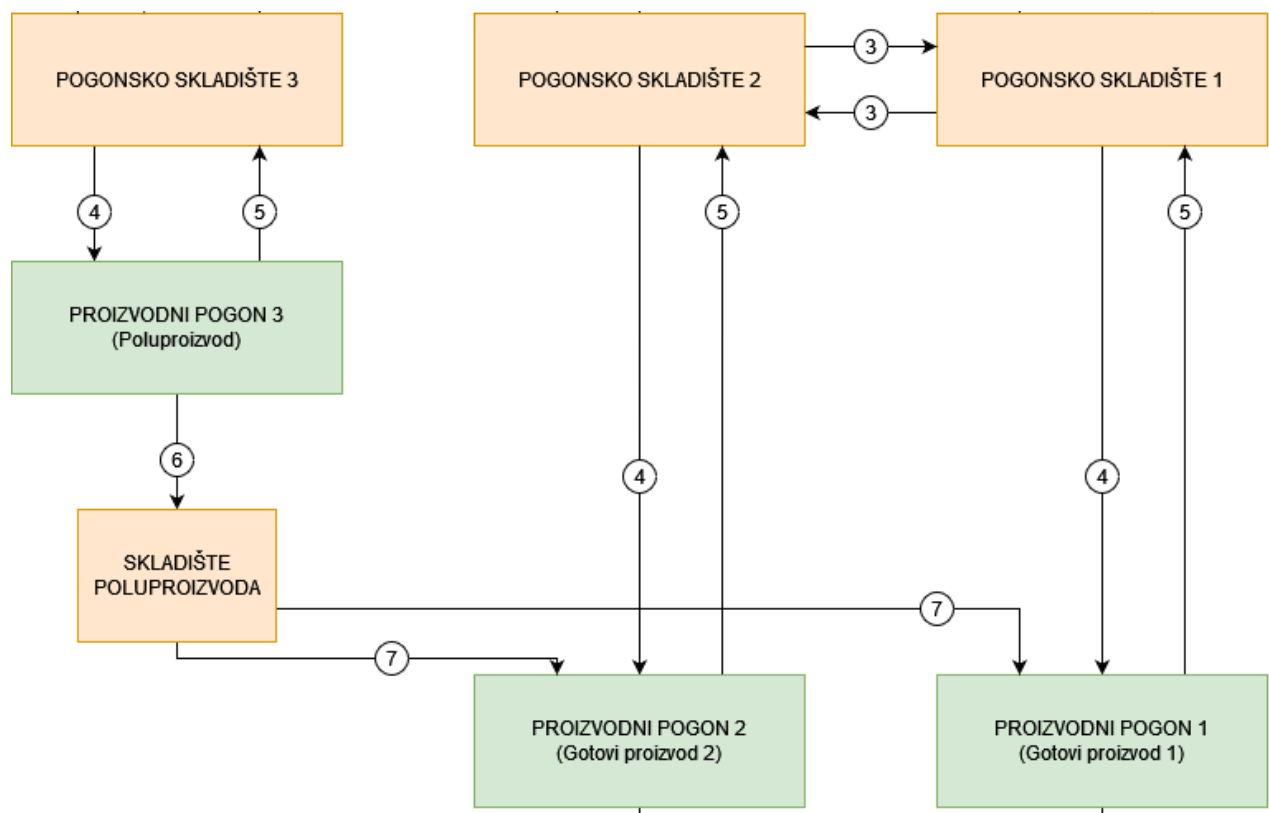 POGONSKO SKLADIŠTE 3
POGONSKO SKLADIŠTE 2
POGONSKO SKLADIŠTE 1
3
3
4
5
5
5
PROIZVODNI POGON 3
(Poluproizvod)
6
4
4
SKLADIŠTE
POLUPROIZVODA
7
7
PROIZVODNI POGON 2
(Gotovi proizvod 2)
PROIZVODNI POGON 1
(Gotovi proizvod 1)